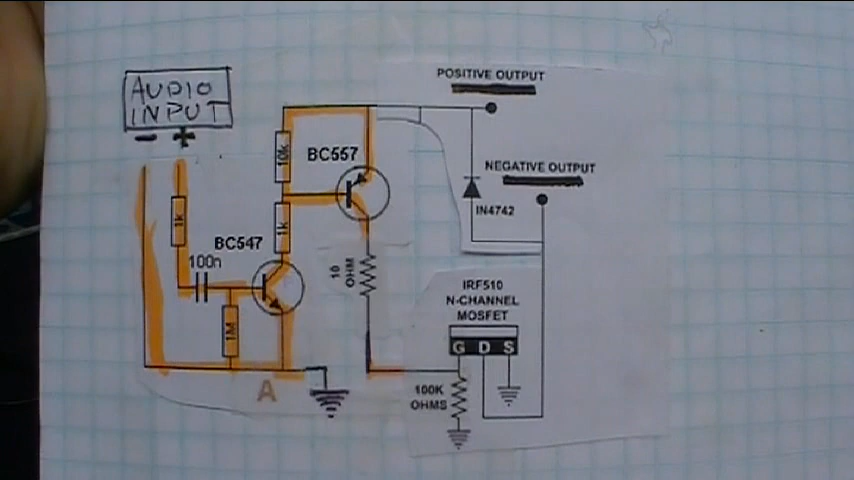 AUDIO
INPUT
- +
POSITIVE OUTPUT
BC557
10k
NEGATIVE OUTPUT
IN4742
1k
1k
BC547
100n
10
OHM
IRF510
N-CHANNEL
MOSFET
G D S
1M
A
100K
OHMS